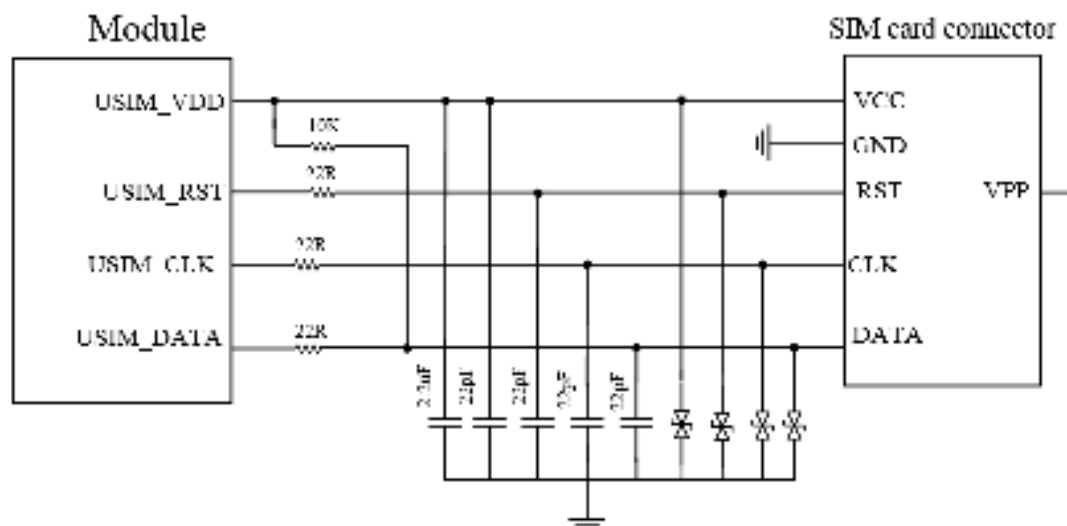 Module
SIM card connector
USIM_VDD
VCC
10K
GND
22R
USIM_RST
RST
VPP
22R
USIM_CLK
CLK
22R
USIM_DATA
DATA
22pF
22pF
22pF
22pF